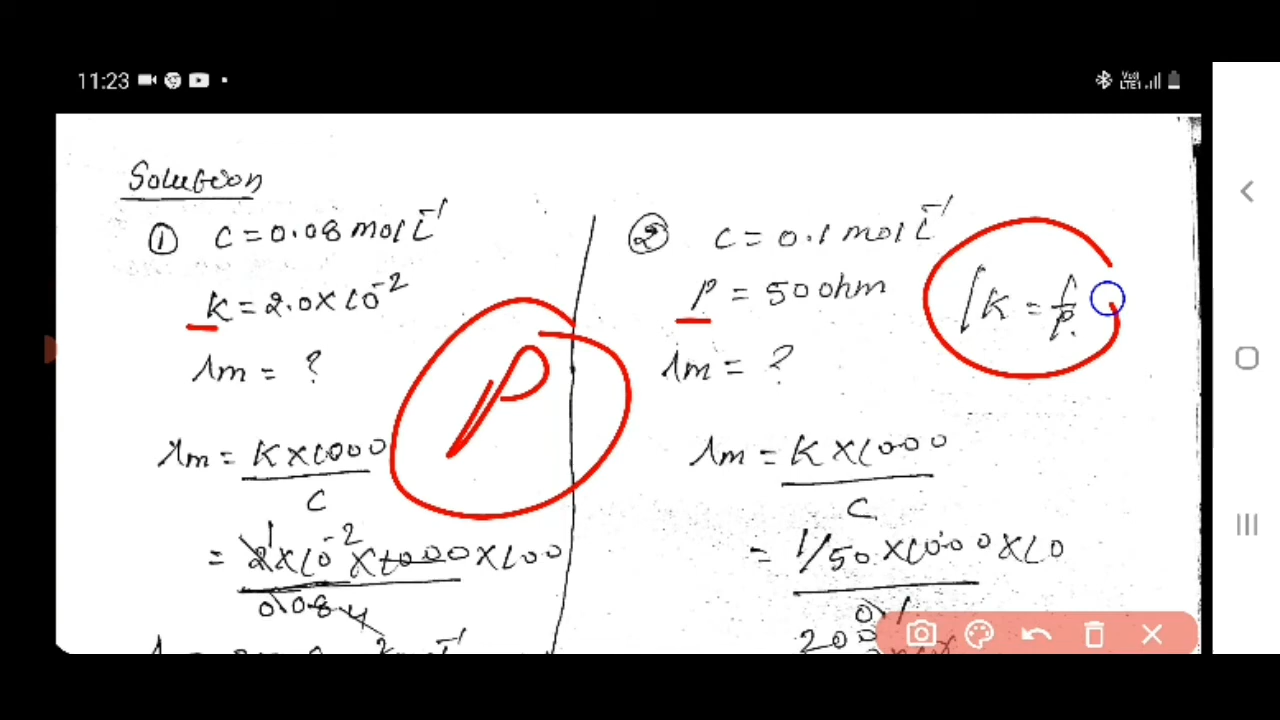 11:23
Solution
① C = 0.08 mol L⁻¹
K = 2.0×10⁻²
Λm = ?
Λm = K×1000
C
= 2×10⁻²×1000×100
0.08 4
② C = 0.1 mol L⁻¹
ρ = 50 ohm
[K = 1/ρ.
Λm = ?
Λm = K×1000
C
= 1/50×1000×10
0.1
200
ρ